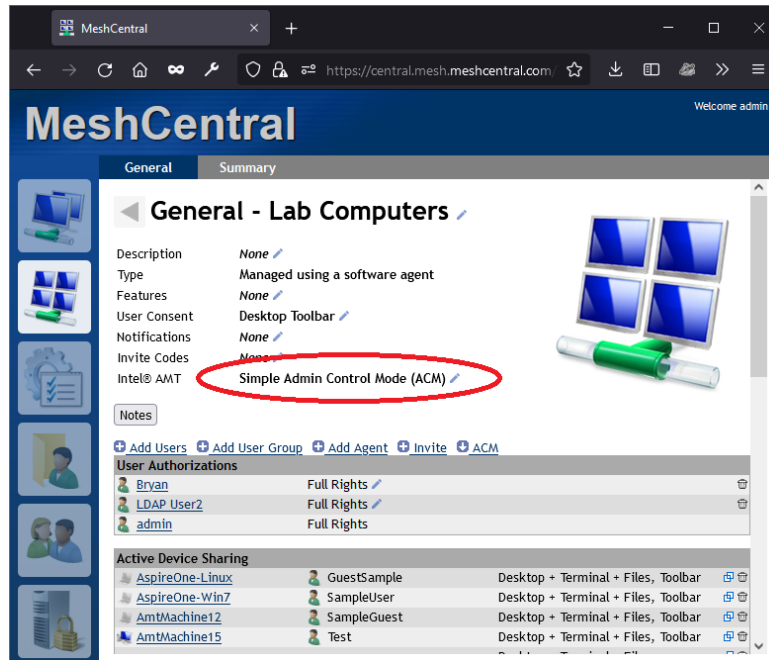 MeshCentral
https://central.mesh.meshcentral.com/
MeshCentral
Welcome admin
General Summary
General - Lab Computers
Description None
Type Managed using a software agent
Features None
User Consent Desktop Toolbar
Notifications None
Invite Codes None
Intel® AMT Simple Admin Control Mode (ACM)
Notes
Add Users Add User Group Add Agent Invite ACM
User Authorizations
Bryan Full Rights
LDAP User2 Full Rights
admin Full Rights
Active Device Sharing
AspireOne-Linux GuestSample Desktop + Terminal + Files, Toolbar
AspireOne-Win7 SampleUser Desktop + Terminal + Files, Toolbar
AmtMachine12 SampleGuest Desktop + Terminal + Files, Toolbar
AmtMachine15 Test Desktop + Terminal + Files, Toolbar